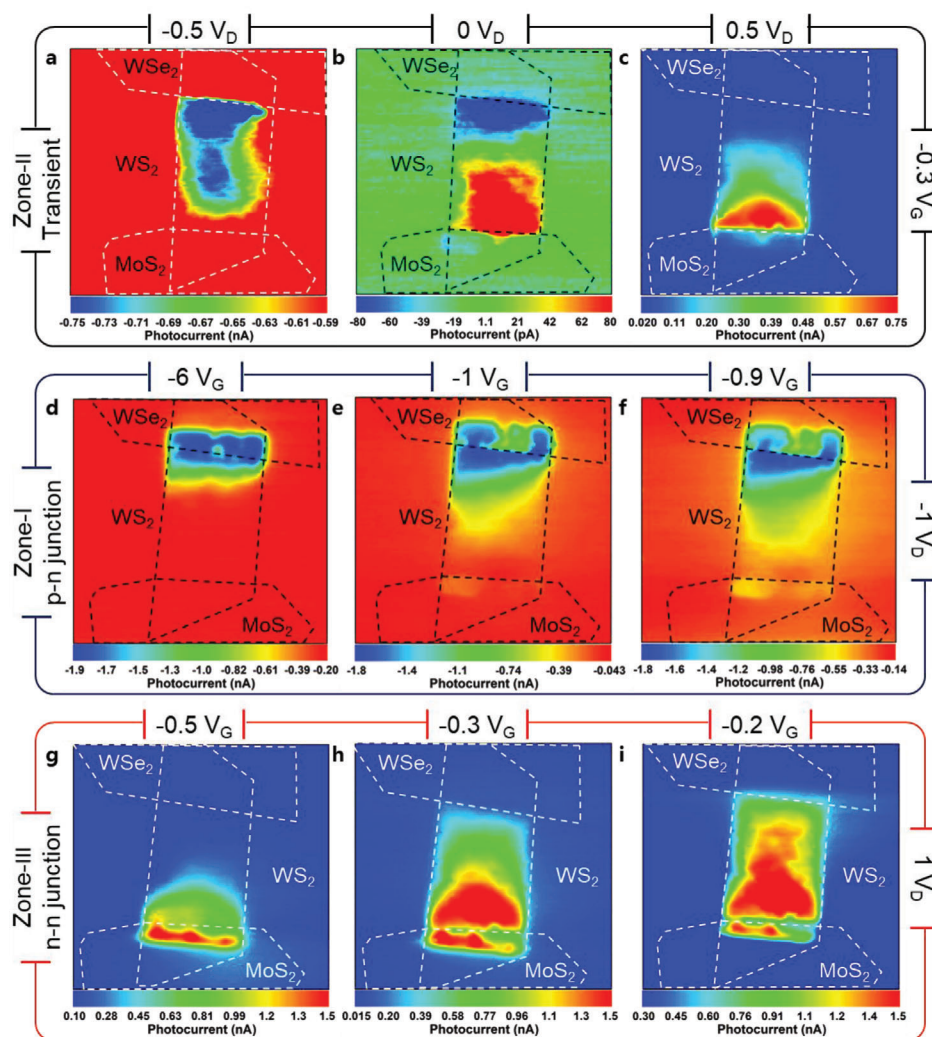 -0.5 V_D 0 V_D 0.5 V_D
a b c
WSe₂ WSe₂ WSe₂
Zone-II
Transient
WS₂ WS₂ WS₂
-0.3 V_G
MoS₂ MoS₂ MoS₂
-0.75 -0.73 -0.71 -0.69 -0.67 -0.65 -0.63 -0.61 -0.59
Photocurrent (nA)
-80 -60 -39 -19 1.1 21 42 62 80
Photocurrent (pA)
0.020 0.11 0.20 0.30 0.39 0.48 0.57 0.67 0.75
Photocurrent (nA)
-6 V_G -1 V_G -0.9 V_G
d e f
WSe₂ WSe₂ WSe₂
Zone-I
p-n junction
WS₂ WS₂ WS₂
-1 V_D
MoS₂ MoS₂ MoS₂
-1.9 -1.7 -1.5 -1.3 -1.0 -0.82 -0.61 -0.39 -0.20
Photocurrent (nA)
-1.8 -1.4 -1.1 -0.74 -0.39 -0.043
Photocurrent (nA)
-1.8 -1.6 -1.4 -1.2 -0.98 -0.76 -0.55 -0.33 -0.14
Photocurrent (nA)
-0.5 V_G -0.3 V_G -0.2 V_G
g h i
WSe₂ WSe₂ WSe₂
Zone-III
n-n junction
WS₂ WS₂ WS₂
1 V_D
MoS₂ MoS₂ MoS₂
0.10 0.28 0.45 0.63 0.81 0.99 1.2 1.3 1.5
Photocurrent (nA)
0.015 0.39 0.58 0.77 0.96 1.2 1.5
Photocurrent (nA)
0.30 0.45 0.60 0.76 0.91 1.1 1.2 1.4 1.5
Photocurrent (nA)